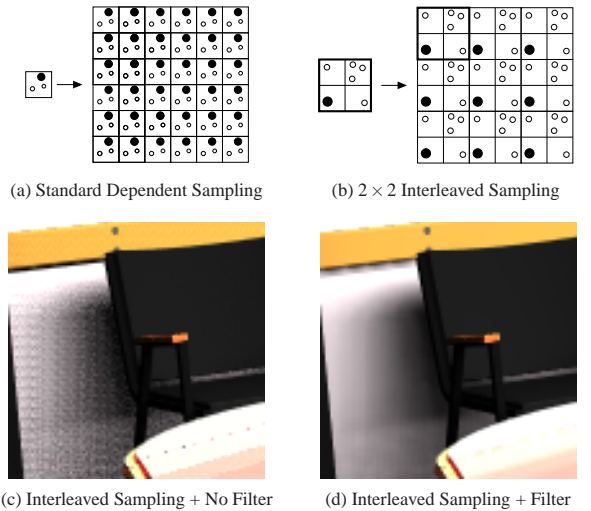 (a) Standard Dependent Sampling
(b) 2 × 2 Interleaved Sampling
(c) Interleaved Sampling + No Filter
(d) Interleaved Sampling + Filter